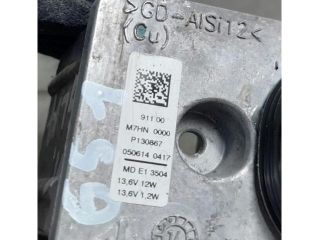 >GD-AlSi12<
(Cu)
911 00
M7HN 0000
P130867
050614 0417
MD E1 3504
13,6V 12W
13,6V 1,2W
651